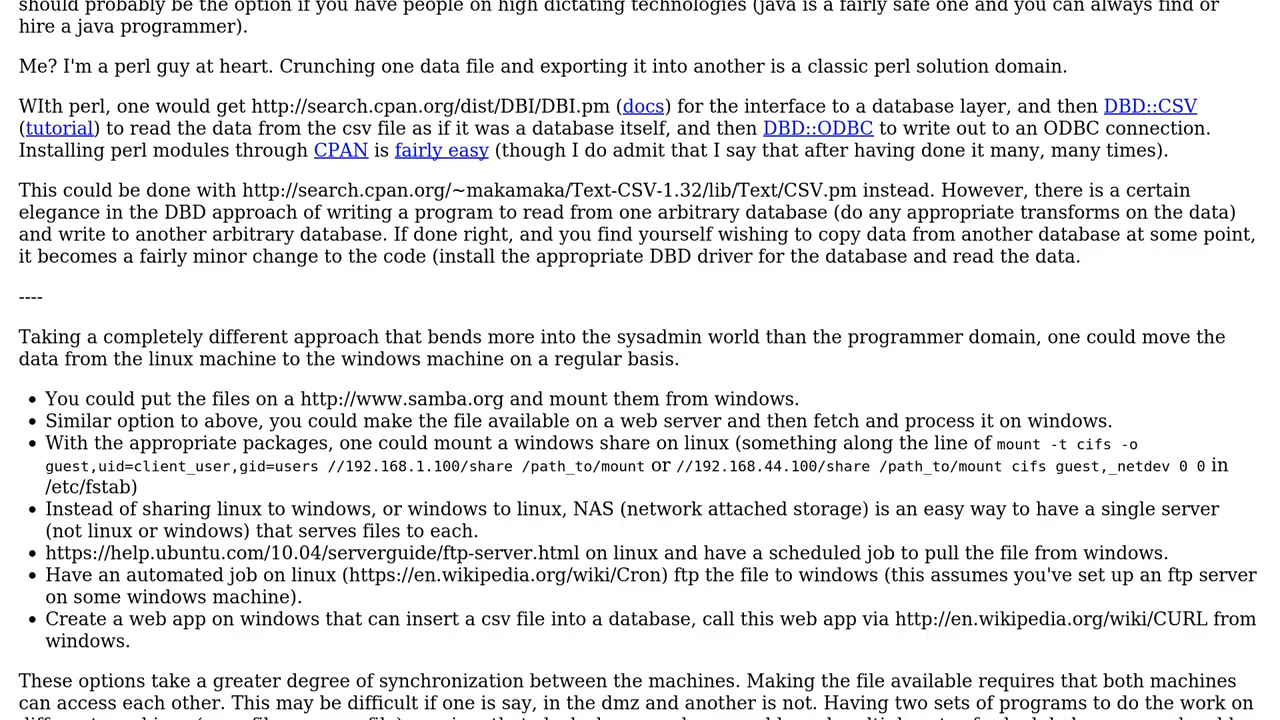 should probably be the option if you have people on high dictating technologies (java is a fairly safe one and you can always find or
hire a java programmer).
Me? I'm a perl guy at heart. Crunching one data file and exporting it into another is a classic perl solution domain.
WIth perl, one would get http://search.cpan.org/dist/DBI/DBI.pm (docs) for the interface to a database layer, and then DBD::CSV
(tutorial) to read the data from the csv file as if it was a database itself, and then DBD::ODBC to write out to an ODBC connection.
Installing perl modules through CPAN is fairly easy (though I do admit that I say that after having done it many, many times).
This could be done with http://search.cpan.org/~makamaka/Text-CSV-1.32/lib/Text/CSV.pm instead. However, there is a certain
elegance in the DBD approach of writing a program to read from one arbitrary database (do any appropriate transforms on the data)
and write to another arbitrary database. If done right, and you find yourself wishing to copy data from another database at some point,
it becomes a fairly minor change to the code (install the appropriate DBD driver for the database and read the data.
----
Taking a completely different approach that bends more into the sysadmin world than the programmer domain, one could move the
data from the linux machine to the windows machine on a regular basis.
• You could put the files on a http://www.samba.org and mount them from windows.
• Similar option to above, you could make the file available on a web server and then fetch and process it on windows.
• With the appropriate packages, one could mount a windows share on linux (something along the line of mount -t cifs -o
guest,uid=client_user,gid=users //192.168.1.100/share /path_to/mount or //192.168.44.100/share /path_to/mount cifs guest,_netdev 0 0 in
/etc/fstab)
• Instead of sharing linux to windows, or windows to linux, NAS (network attached storage) is an easy way to have a single server
(not linux or windows) that serves files to each.
• https://help.ubuntu.com/10.04/serverguide/ftp-server.html on linux and have a scheduled job to pull the file from windows.
• Have an automated job on linux (https://en.wikipedia.org/wiki/Cron) ftp the file to windows (this assumes you've set up an ftp server
on some windows machine).
• Create a web app on windows that can insert a csv file into a database, call this web app via http://en.wikipedia.org/wiki/CURL from
windows.
These options take a greater degree of synchronization between the machines. Making the file available requires that both machines
can access each other. This may be difficult if one is say, in the dmz and another is not. Having two sets of programs to do the work on